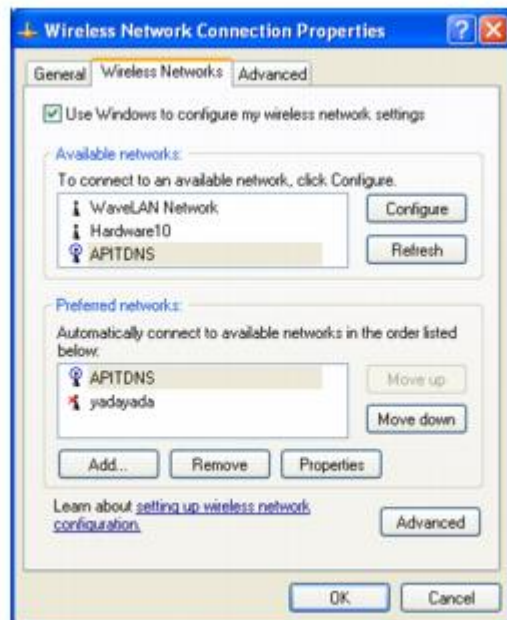 Wireless Network Connection Properties
General Wireless Networks Advanced
Use Windows to configure my wireless network settings
Available networks:
To connect to an available network, click Configure.
WaveLAN Network
Hardware10
APITDNS
Configure
Refresh
Preferred networks:
Automatically connect to available networks in the order listed
below:
APITDNS
yadayada
Move up
Move down
Add... Remove Properties
Learn about setting up wireless network
configuration.
Advanced
OK Cancel